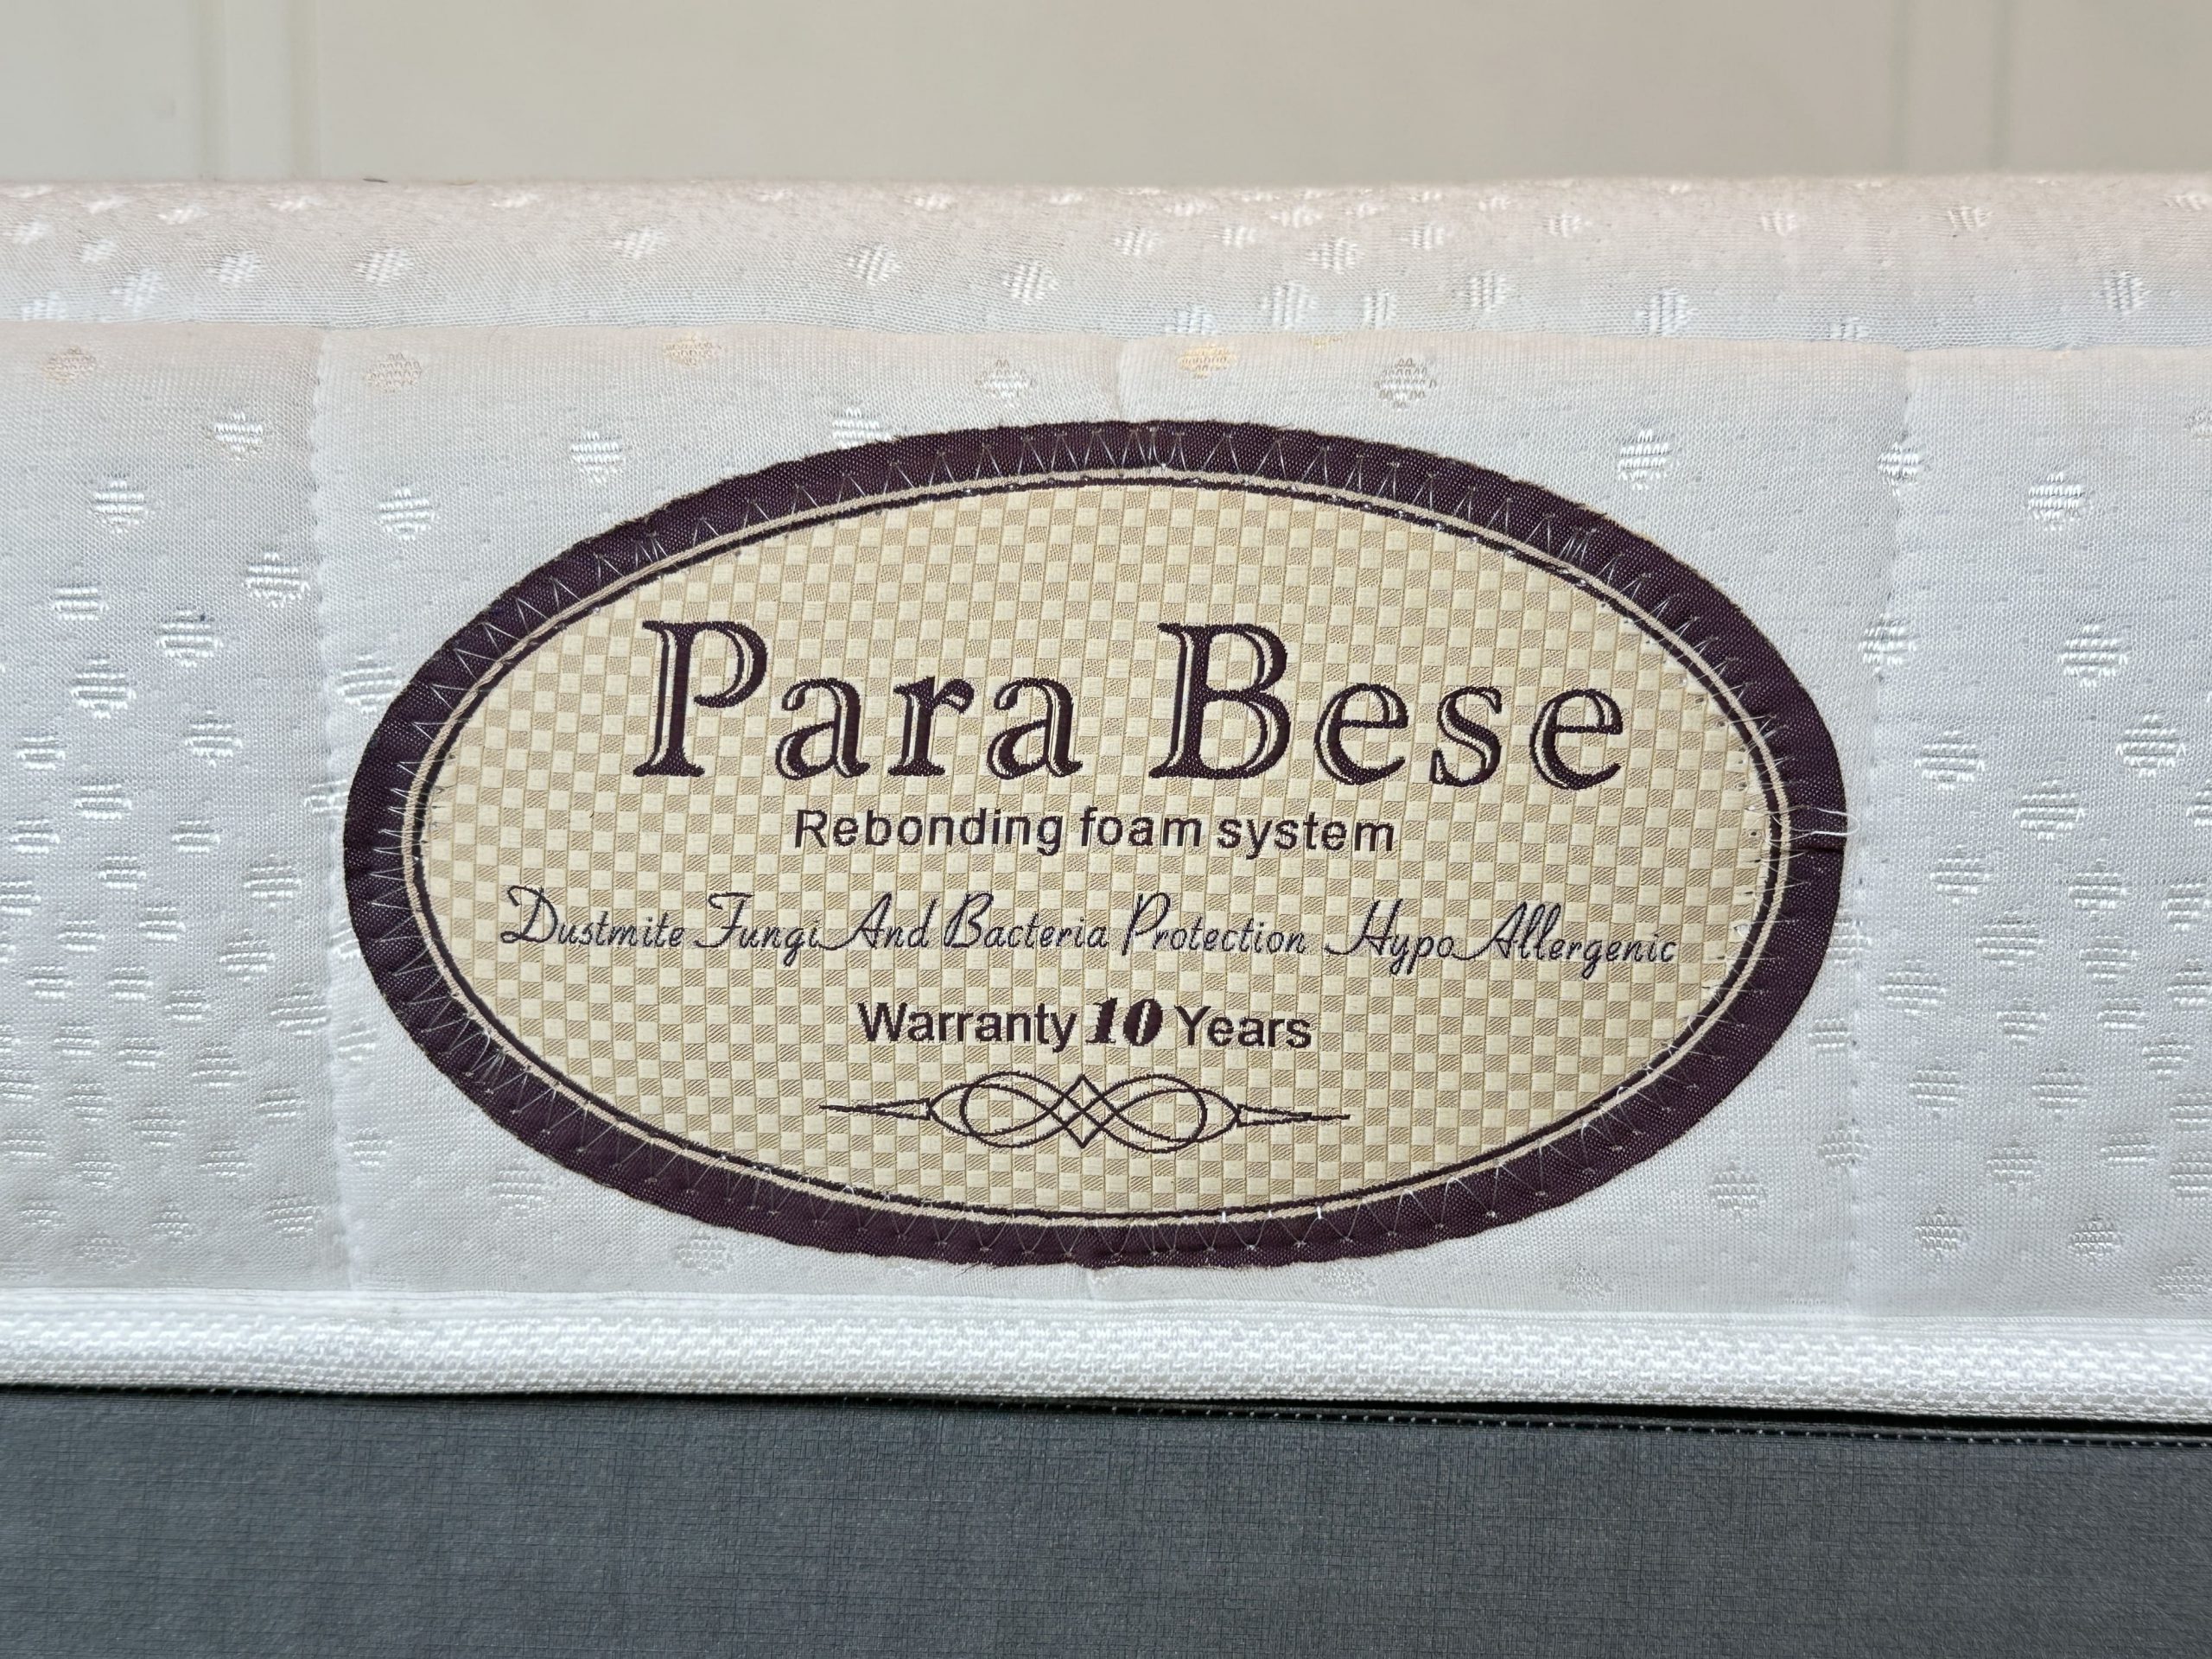 Para Bese
Rebonding foam system
Dustmite Fungi And Bacteria Protection Hypo Allergenic
Warranty 10 Years